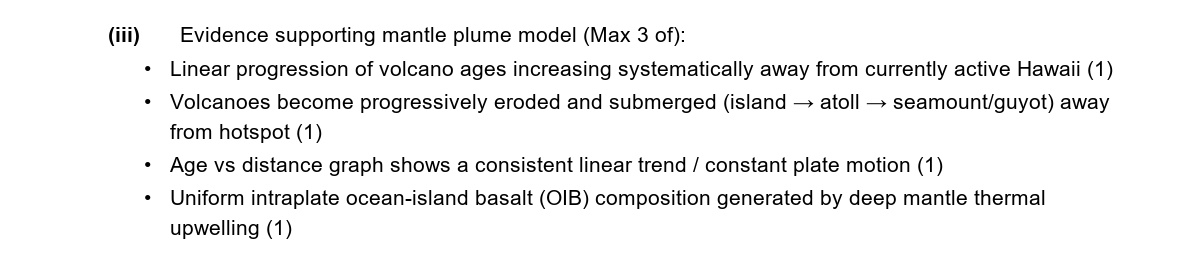 (iii) Evidence supporting mantle plume model (Max 3 of):
• Linear progression of volcano ages increasing systematically away from currently active Hawaii (1)
• Volcanoes become progressively eroded and submerged (island → atoll → seamount/guyot) away
from hotspot (1)
• Age vs distance graph shows a consistent linear trend / constant plate motion (1)
• Uniform intraplate ocean-island basalt (OIB) composition generated by deep mantle thermal
upwelling (1)